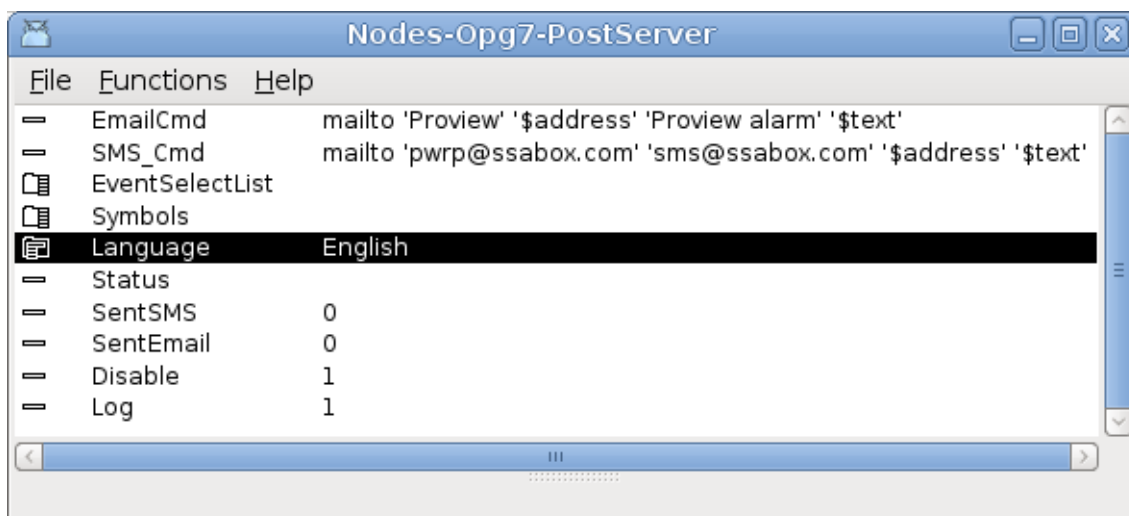 Nodes-Opg7-PostServer
File Functions Help
EmailCmd mailto 'Proview' '$address' 'Proview alarm' '$text'
SMS_Cmd mailto 'pwrp@ssabox.com' 'sms@ssabox.com' '$address' '$text'
EventSelectList
Symbols
Language English
Status
SentSMS 0
SentEmail 0
Disable 1
Log 1